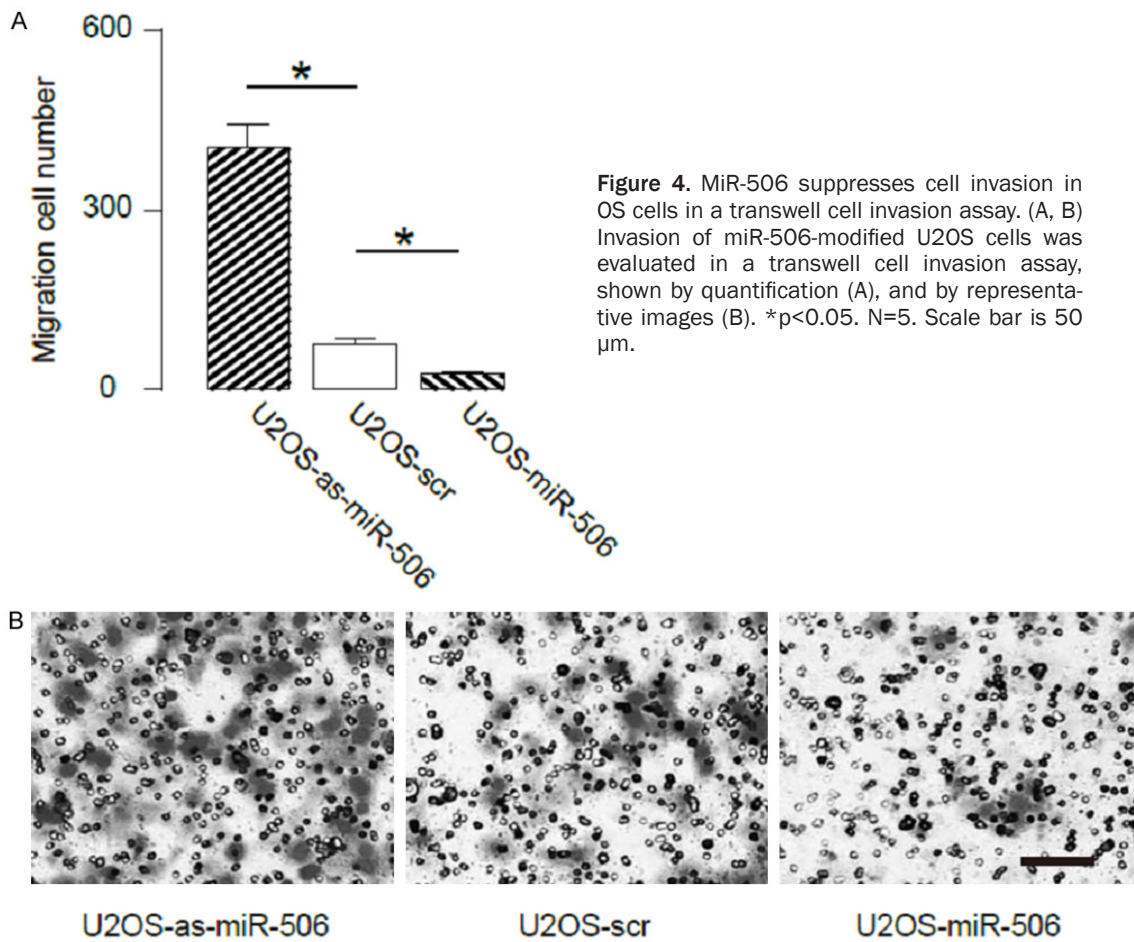 A
600
300
0
Migration cell number
*
*
U2OS-as-miR-506
U2OS-scr
U2OS-miR-506
Figure 4. MiR-506 suppresses cell invasion in
OS cells in a transwell cell invasion assay. (A, B)
Invasion of miR-506-modified U2OS cells was
evaluated in a transwell cell invasion assay,
shown by quantification (A), and by representa-
tive images (B). *p<0.05. N=5. Scale bar is 50
µm.
B
U2OS-as-miR-506
U2OS-scr
U2OS-miR-506